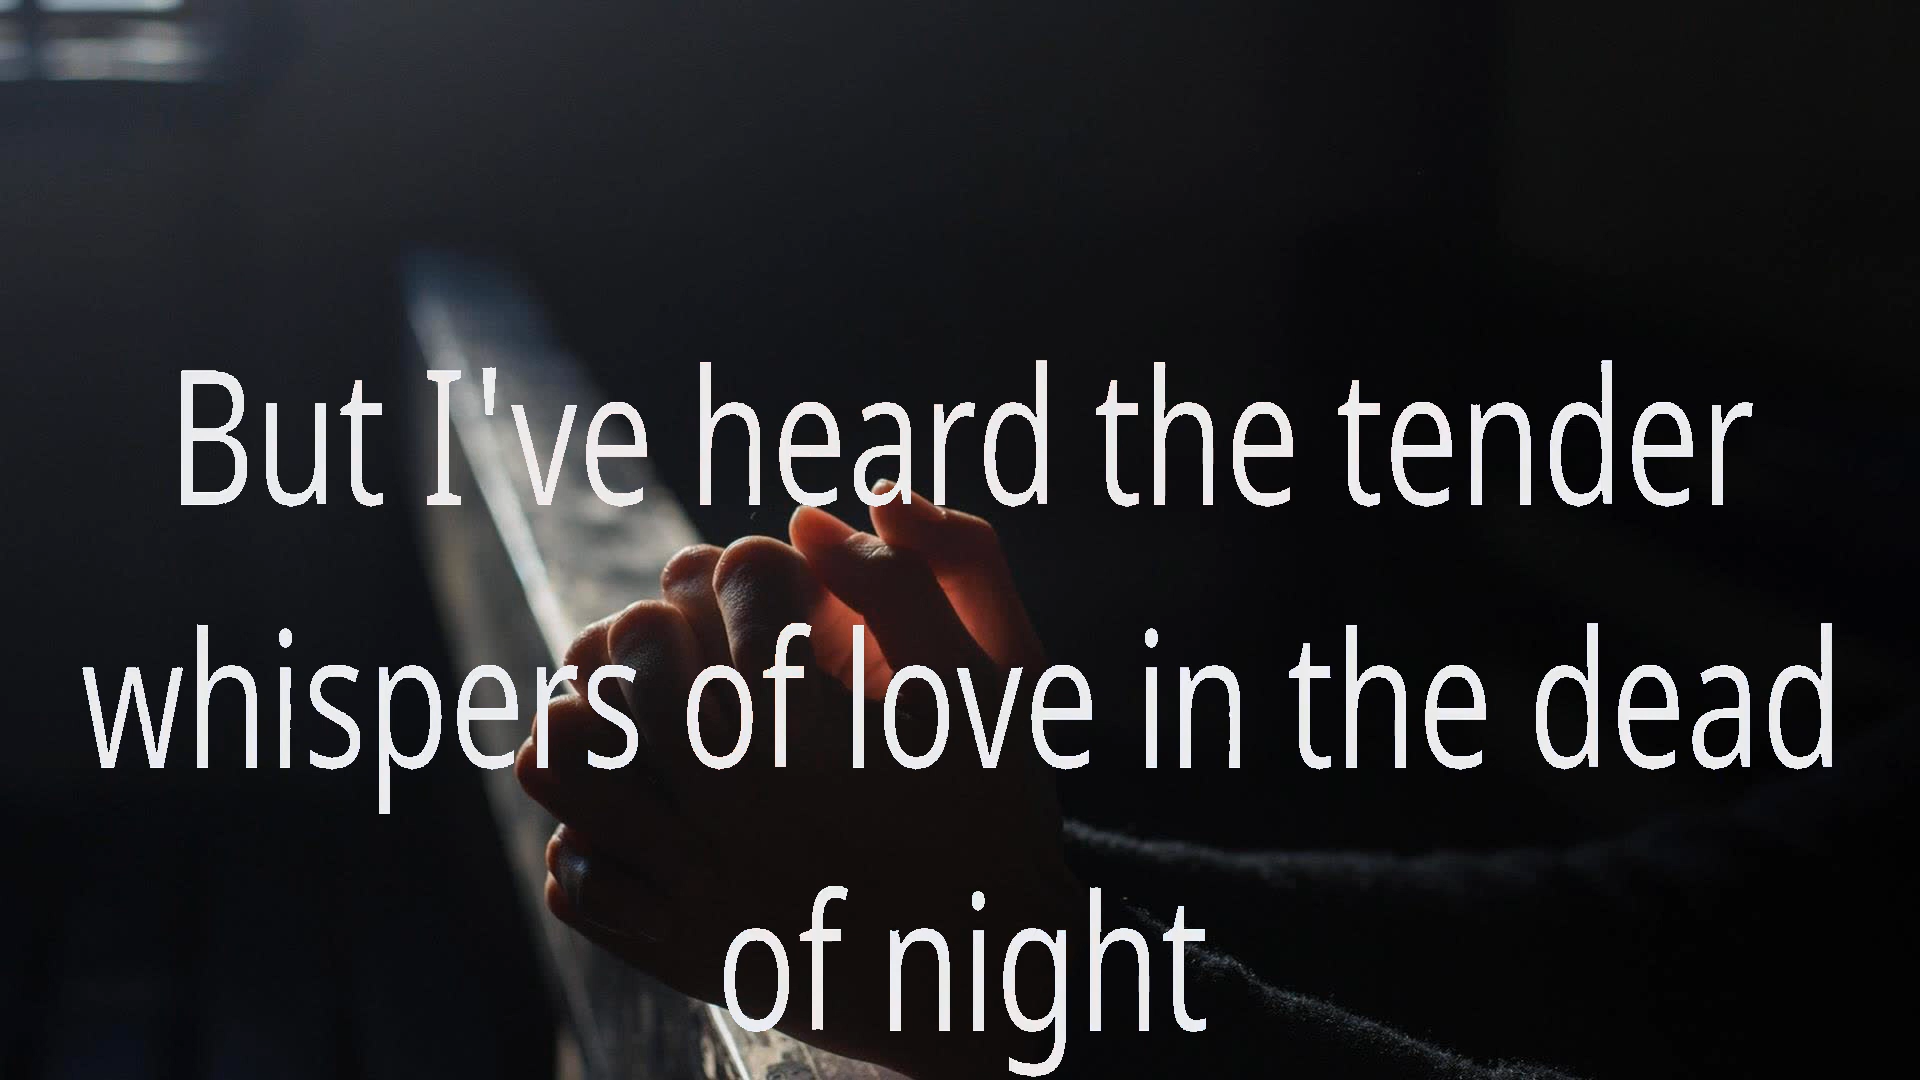 But I've heard the tender
whispers of love in the dead
of night